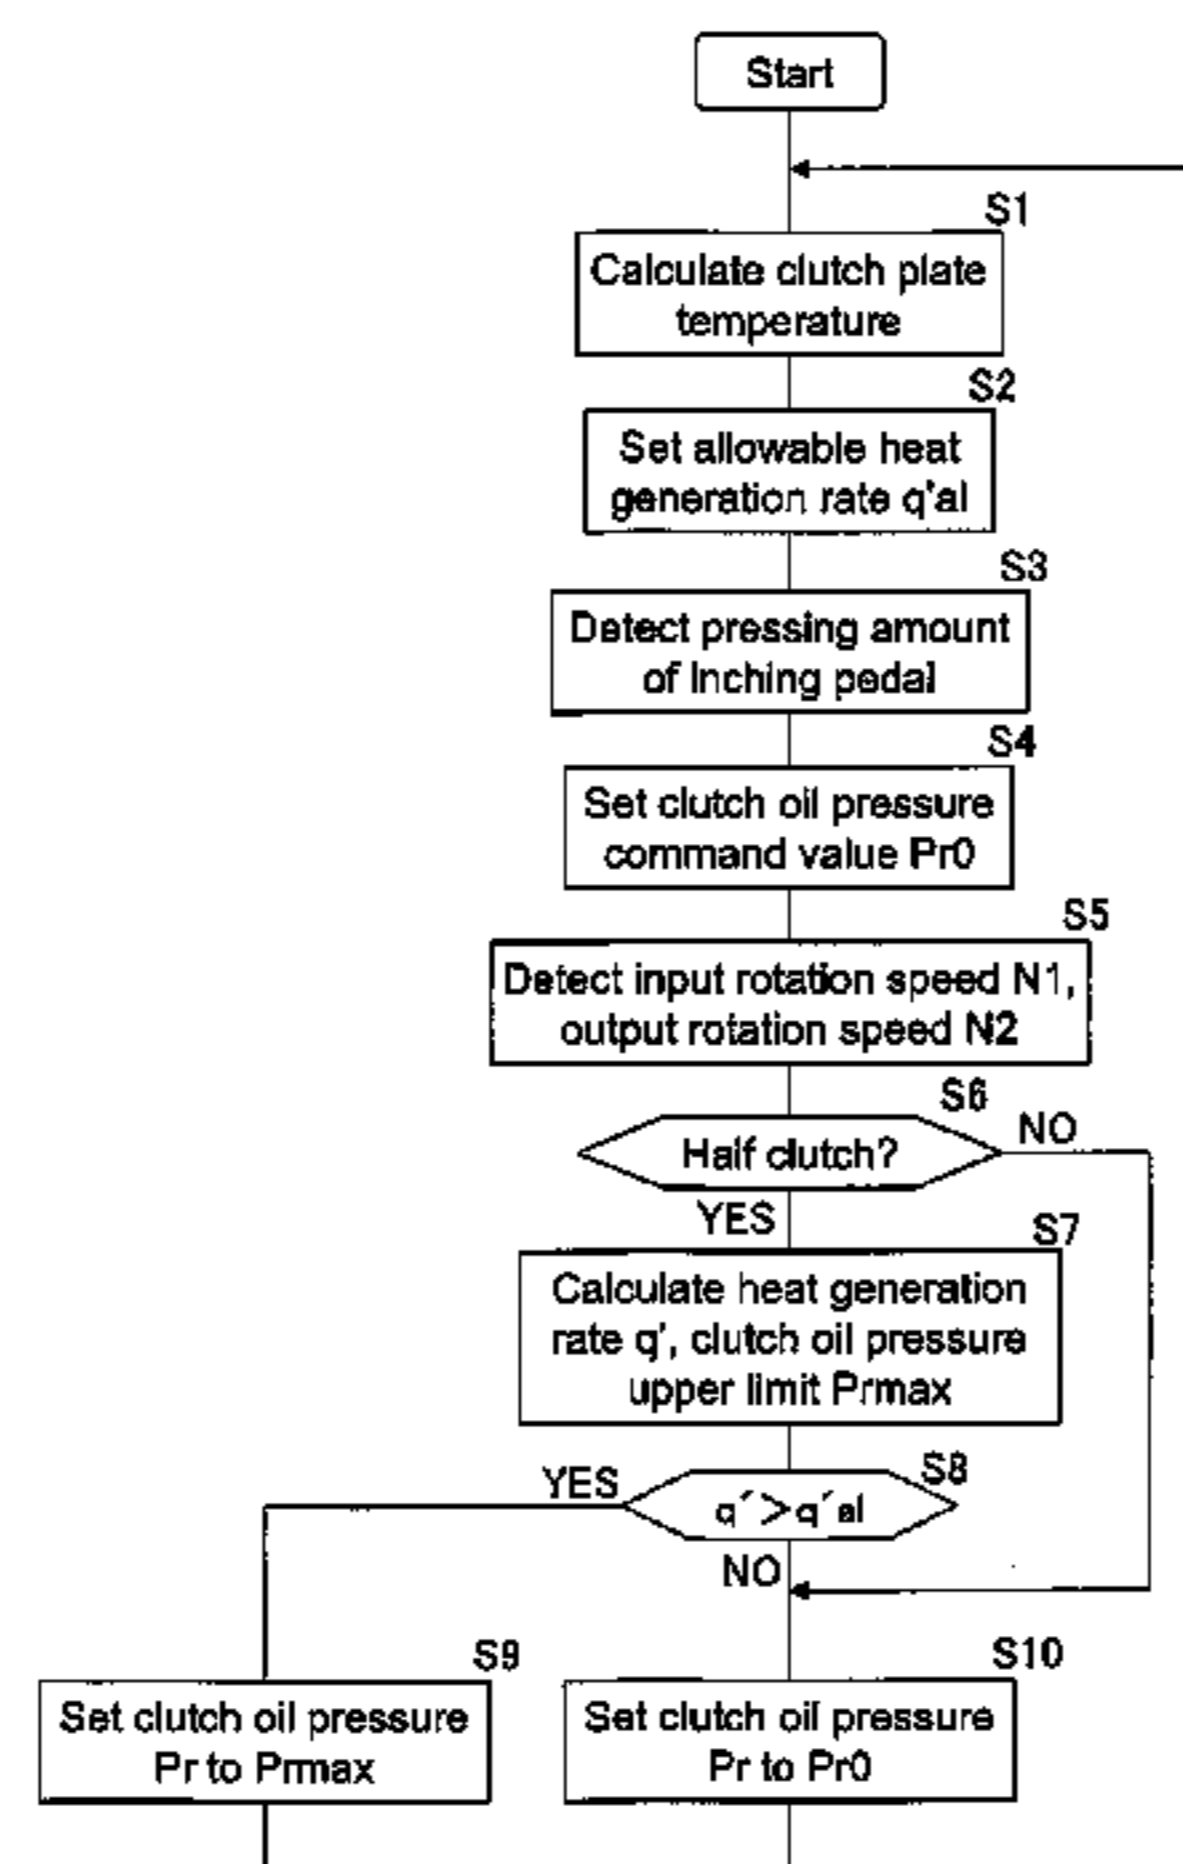 Start
S1
Calculate clutch plate
temperature
S2
Set allowable heat
generation rate q'al
S3
Detect pressing amount
of Inching pedal
S4
Set clutch oil pressure
command value Pr0
S5
Detect input rotation speed N1,
output rotation speed N2
S6
Half clutch?
NO
YES
S7
Calculate heat generation
rate q', clutch oil pressure
upper limit Prmax
S8
YES
q´>q´al
NO
S9
Set clutch oil pressure
Pr to Prmax
S10
Set clutch oil pressure
Pr to Pr0